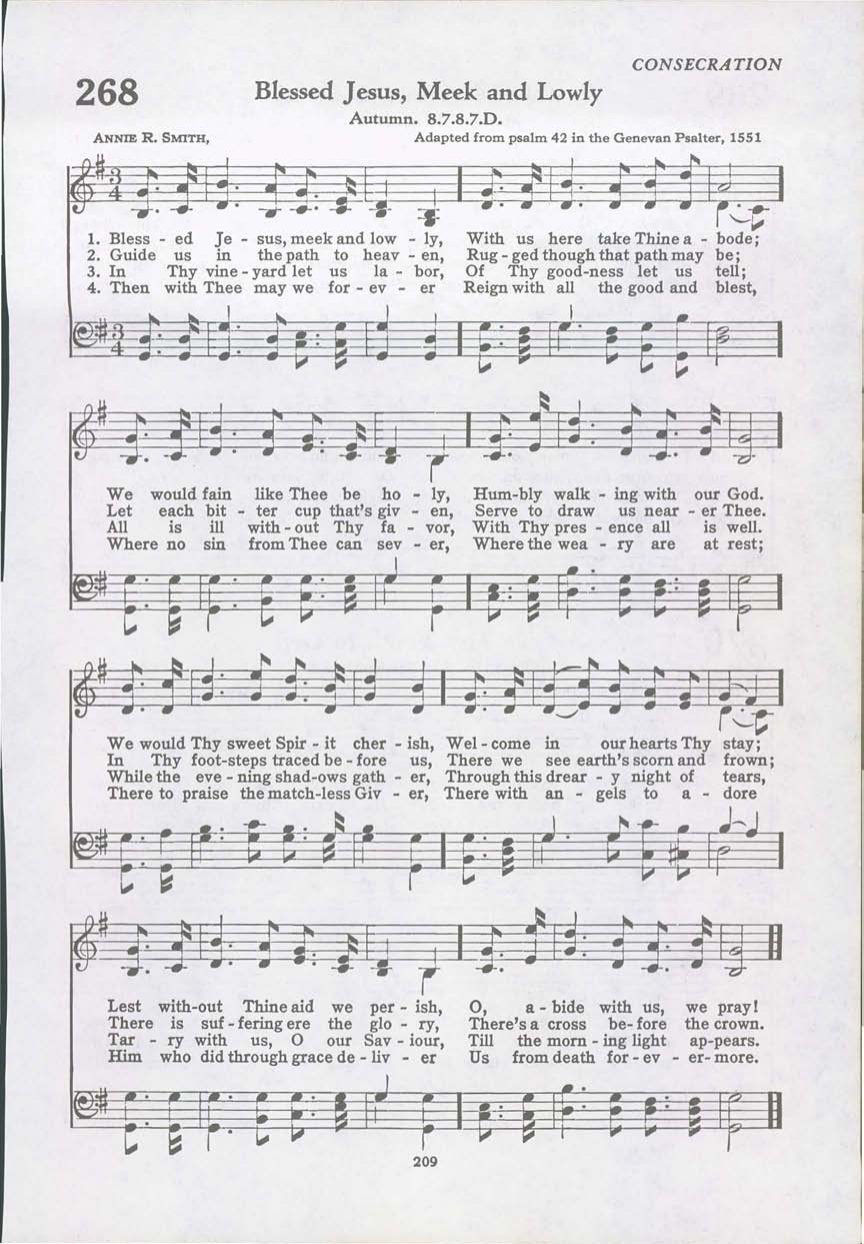 CONSECRATION
268
Blessed Jesus, Meek and Lowly
Autumn. 8.7.8.7.D.
ANNIE R. SMITH,
Adapted from psalm 42 in the Genevan Psalter, 1551
3
4
1. Bless - ed Je - sus, meek and low - ly, With us here take Thine a - bode;
2. Guide us in the path to heav - en, Rug - ged though that path may be;
3. In Thy vine - yard let us la - bor, Of Thy good-ness let us tell;
4. Then with Thee may we for - ev - er Reign with all the good and blest,
3
4
We would fain like Thee be ho - ly, Hum-bly walk - ing with our God.
Let each bit - ter cup that's giv - en, Serve to draw us near - er Thee.
All is ill with - out Thy fa - vor, With Thy pres - ence all is well.
Where no sin from Thee can sev - er, Where the wea - ry are at rest;
We would Thy sweet Spir - it cher - ish, Wel - come in our hearts Thy stay;
In Thy foot-steps traced be - fore us, There we see earth's scorn and frown;
While the eve - ning shad-ows gath - er, Through this drear - y night of tears,
There to praise the match-less Giv - er, There with an - gels to a - dore
Lest with-out Thine aid we per - ish, O, a - bide with us, we pray!
There is suf - fering ere the glo - ry, There's a cross be- fore the crown.
Tar - ry with us, O our Sav - iour, Till the morn - ing light ap-pears.
Him who did through grace de - liv - er Us from death for - ev - er- more.
209